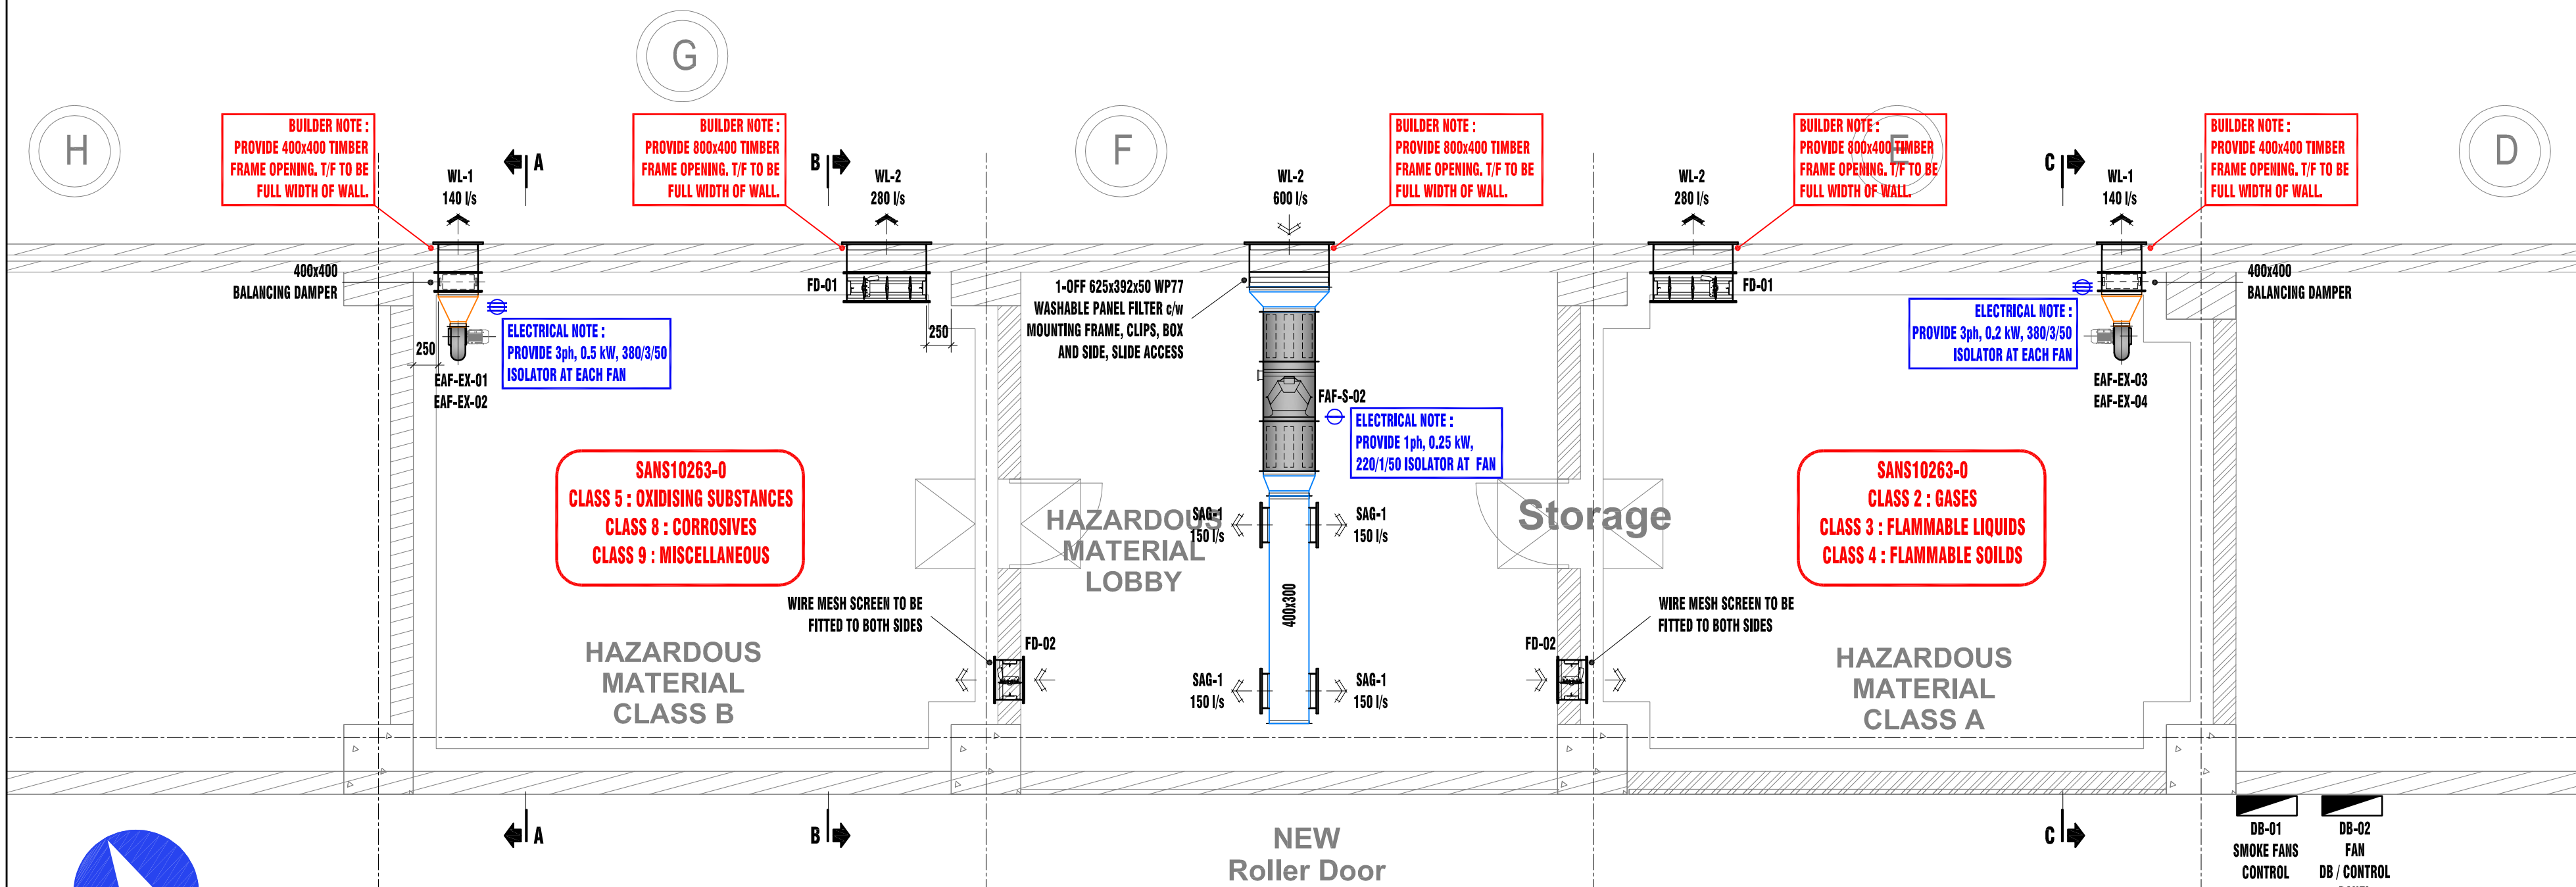 G
H
F
E
D
BUILDER NOTE :
PROVIDE 400x400 TIMBER
FRAME OPENING. T/F TO BE
FULL WIDTH OF WALL.
BUILDER NOTE :
PROVIDE 800x400 TIMBER
FRAME OPENING. T/F TO BE
FULL WIDTH OF WALL.
BUILDER NOTE :
PROVIDE 800x400 TIMBER
FRAME OPENING. T/F TO BE
FULL WIDTH OF WALL.
BUILDER NOTE :
PROVIDE 800x400 TIMBER
FRAME OPENING. T/F TO BE
FULL WIDTH OF WALL.
BUILDER NOTE :
PROVIDE 400x400 TIMBER
FRAME OPENING. T/F TO BE
FULL WIDTH OF WALL.
WL-1
140 l/s
A
B
WL-2
280 l/s
WL-2
600 l/s
WL-2
280 l/s
C
WL-1
140 l/s
400x400
BALANCING DAMPER
FD-01
1-OFF 625x392x50 WP77
WASHABLE PANEL FILTER c/w
MOUNTING FRAME, CLIPS, BOX
AND SIDE, SLIDE ACCESS
FD-01
400x400
BALANCING DAMPER
ELECTRICAL NOTE :
PROVIDE 3ph, 0.5 kW, 380/3/50
ISOLATOR AT EACH FAN
250
250
ELECTRICAL NOTE :
PROVIDE 3ph, 0.2 kW, 380/3/50
ISOLATOR AT EACH FAN
EAF-EX-01
EAF-EX-02
FAF-S-02
ELECTRICAL NOTE :
PROVIDE 1ph, 0.25 kW,
220/1/50 ISOLATOR AT FAN
EAF-EX-03
EAF-EX-04
SANS10263-0
CLASS 5 : OXIDISING SUBSTANCES
CLASS 8 : CORROSIVES
CLASS 9 : MISCELLANEOUS
HAZARDOUS
MATERIAL
LOBBY
SAG-1
150 l/s
SAG-1
150 l/s
Storage
SANS10263-0
CLASS 2 : GASES
CLASS 3 : FLAMMABLE LIQUIDS
CLASS 4 : FLAMMABLE SOILDS
400x300
WIRE MESH SCREEN TO BE
FITTED TO BOTH SIDES
FD-02
FD-02
WIRE MESH SCREEN TO BE
FITTED TO BOTH SIDES
HAZARDOUS
MATERIAL
CLASS B
SAG-1
150 l/s
SAG-1
150 l/s
HAZARDOUS
MATERIAL
CLASS A
A
B
C
NEW
Roller Door
DB-01
SMOKE FANS
CONTROL
DB-02
FAN
DB / CONTROL